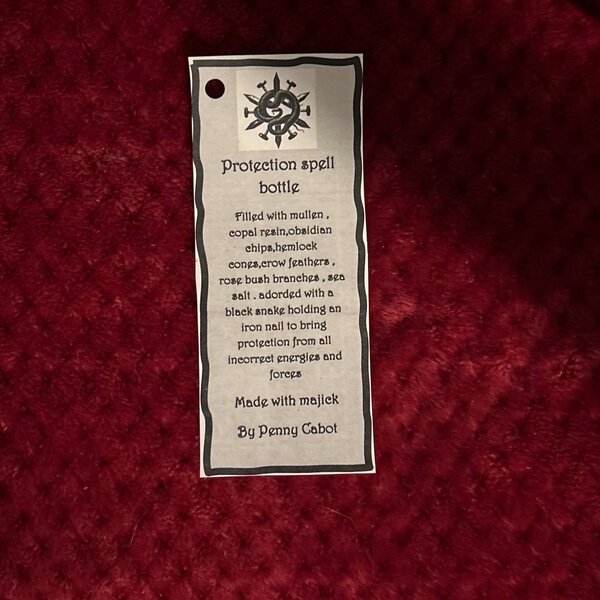 Protection spell
bottle
Filled with mullen ,
copal resin,obsidian
chips,hemlock
cones,crow feathers ,
rose bush branches , sea
salt . adorded with a
black snake holding an
iron nail to bring
protection from all
incorrect energies and
forces
Made with majick
By Penny Cabot